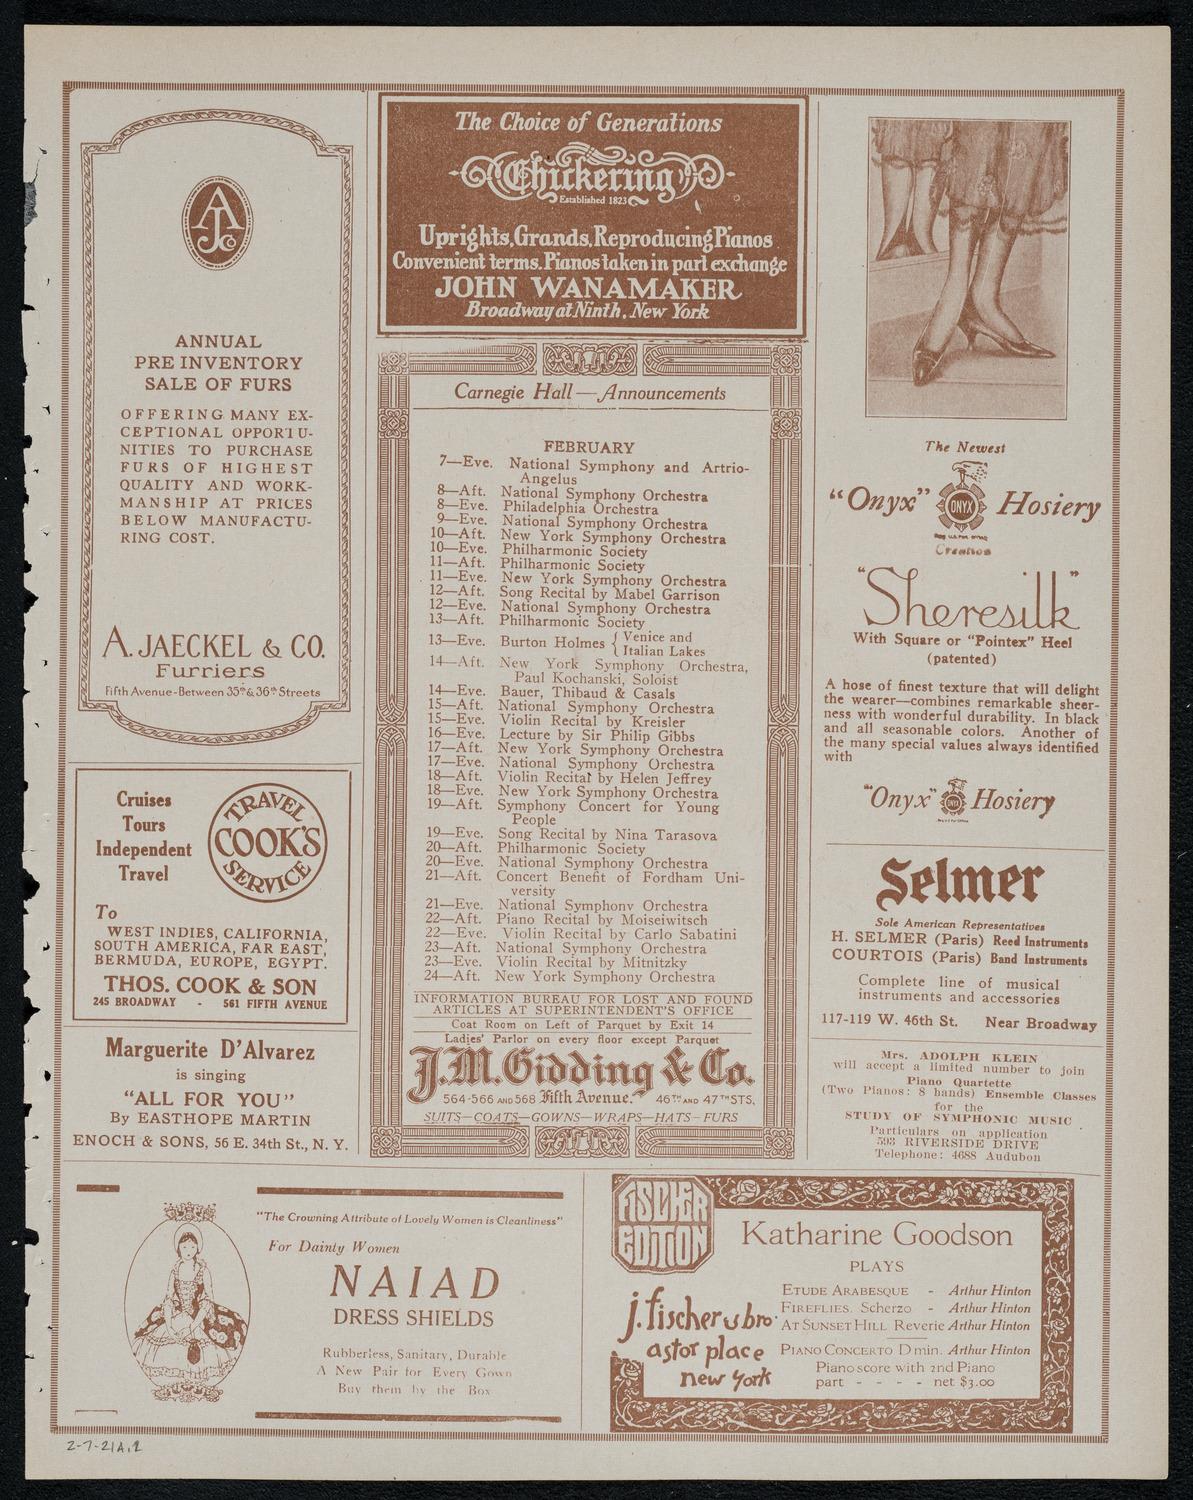 AJCo
ANNUAL
PRE INVENTORY
SALE OF FURS
OFFERING MANY EX-
CEPTIONAL OPPORTU-
NITIES TO PURCHASE
FURS OF HIGHEST
QUALITY AND WORK-
MANSHIP AT PRICES
BELOW MANUFACTU-
RING COST.
A. JAECKEL & CO.
Furriers
Fifth Avenue-Between 35th & 36th Streets
Cruises
Tours
Independent
Travel
TRAVEL
COOK'S
SERVICE
To
WEST INDIES, CALIFORNIA,
SOUTH AMERICA, FAR EAST,
BERMUDA, EUROPE, EGYPT.
THOS. COOK & SON
245 BROADWAY - 561 FIFTH AVENUE
Marguerite D'Alvarez
is singing
"ALL FOR YOU"
By EASTHOPE MARTIN
ENOCH & SONS, 56 E. 34th St., N. Y.
The Choice of Generations
Chickering
Established 1823
Uprights, Grands, Reproducing Pianos
Convenient terms. Pianos taken in part exchange
JOHN WANAMAKER
Broadway at Ninth, New York
Carnegie Hall — Announcements
FEBRUARY
7—Eve. National Symphony and Artrio-
Angelus
8—Aft. National Symphony Orchestra
8—Eve. Philadelphia Orchestra
9—Eve. National Symphony Orchestra
10—Aft. New York Symphony Orchestra
10—Eve. Philharmonic Society
11—Aft. Philharmonic Society
11—Eve. New York Symphony Orchestra
12—Aft. Song Recital by Mabel Garrison
12—Eve. National Symphony Orchestra
13—Aft. Philharmonic Society
13—Eve. Burton Holmes { Venice and
Italian Lakes
14—Aft. New York Symphony Orchestra,
Paul Kochanski, Soloist
14—Eve. Bauer, Thibaud & Casals
15—Aft. National Symphony Orchestra
15—Eve. Violin Recital by Kreisler
16—Eve. Lecture by Sir Philip Gibbs
17—Aft. New York Symphony Orchestra
17—Eve. National Symphony Orchestra
18—Aft. Violin Recital by Helen Jeffrey
18—Eve. New York Symphony Orchestra
19—Aft. Symphony Concert for Young
People
19—Eve. Song Recital by Nina Tarasova
20—Aft. Philharmonic Society
20—Eve. National Symphony Orchestra
21—Aft. Concert Benefit of Fordham Uni-
versity
21—Eve. National Symphony Orchestra
22—Aft. Piano Recital by Moiseiwitsch
22—Eve. Violin Recital by Carlo Sabatini
23—Aft. National Symphony Orchestra
23—Eve. Violin Recital by Mitnitzky
24—Aft. New York Symphony Orchestra
INFORMATION BUREAU FOR LOST AND FOUND
ARTICLES AT SUPERINTENDENT'S OFFICE
Coat Room on Left of Parquet by Exit 14
Ladies' Parlor on every floor except Parquet
J.M. Gidding & Co.
564-566 AND 568 Fifth Avenue. 46TH AND 47TH STS.
SUITS—COATS—GOWNS—WRAPS—HATS—FURS
The Newest
"Onyx" ONYX Hosiery
REG U.S. PAT. OFFICE
Creation
"Sheresilk"
With Square or "Pointex" Heel
(patented)
A hose of finest texture that will delight
the wearer—combines remarkable sheer-
ness with wonderful durability. In black
and all seasonable colors. Another of
the many special values always identified
with
"Onyx" Hosiery
Selmer
Sole American Representatives
H. SELMER (Paris) Reed Instruments
COURTOIS (Paris) Band Instruments
Complete line of musical
instruments and accessories
117-119 W. 46th St. Near Broadway
Mrs. ADOLPH KLEIN
will accept a limited number to join
Piano Quartette
(Two Pianos: 8 hands) Ensemble Classes
for the
STUDY OF SYMPHONIC MUSIC
Particulars on application
593 RIVERSIDE DRIVE
Telephone: 4688 Audubon
"The Crowning Attribute of Lovely Women is Cleanliness"
For Dainty Women
NAIAD
DRESS SHIELDS
Rubberless, Sanitary, Durable
A New Pair for Every Gown
Buy them by the Box
FISCHER
EDITION
j. fischer & bro.
astor place
new york
Katharine Goodson
PLAYS
ETUDE ARABESQUE - Arthur Hinton
FIREFLIES. Scherzo - Arthur Hinton
AT SUNSET HILL Reverie Arthur Hinton
PIANO CONCERTO D min. Arthur Hinton
Piano score with 2nd Piano
part - - - - net $3.00
2-7-21A,1